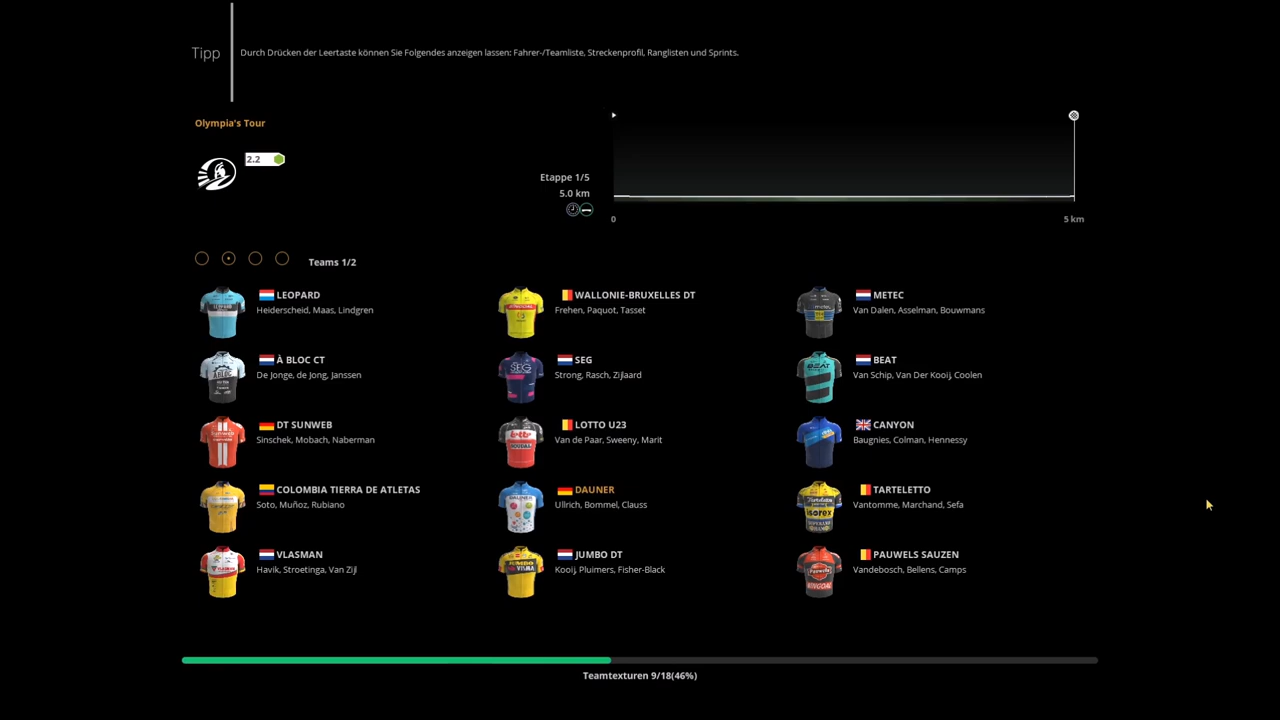 Tipp
Durch Drücken der Leertaste können Sie Folgendes anzeigen lassen: Fahrer-/Teamliste, Streckenprofil, Ranglisten und Sprints.
Olympia's Tour
2.2
Etappe 1/5
5.0 km
0
5 km
Teams 1/2
LEOPARD
Heiderscheid, Maas, Lindgren
WALLONIE-BRUXELLES DT
Frehen, Paquot, Tasset
METEC
Van Dalen, Asselman, Bouwmans
À BLOC CT
De Jonge, de Jong, Janssen
SEG
Strong, Rasch, Zijlaard
BEAT
Van Schip, Van Der Kooij, Coolen
DT SUNWEB
Sinschek, Mobach, Naberman
LOTTO U23
Van de Paar, Sweeny, Marit
CANYON
Baugnies, Colman, Hennessy
COLOMBIA TIERRA DE ATLETAS
Soto, Muñoz, Rubiano
DAUNER
Ullrich, Bommel, Clauss
TARTELETTO
Vantomme, Marchand, Sefa
VLASMAN
Havik, Stroetinga, Van Zijl
JUMBO DT
Kooij, Pluimers, Fisher-Black
PAUWELS SAUZEN
Vandebosch, Bellens, Camps
Teamtexturen 9/18(46%)